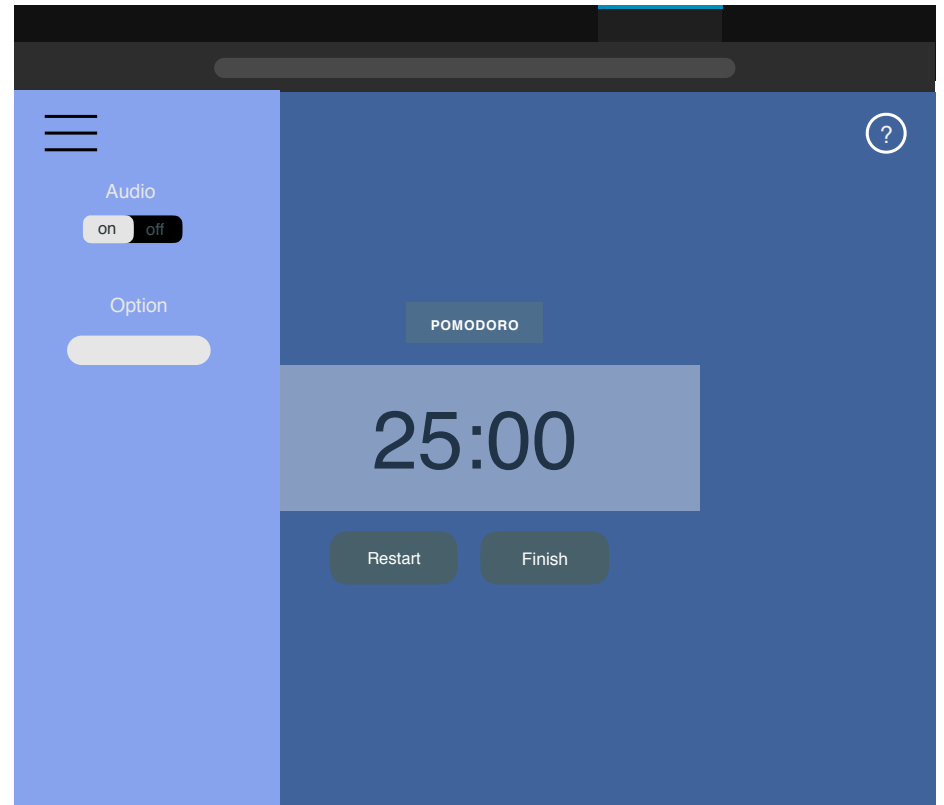 ?
Audio
on off
Option
POMODORO
25:00
Restart Finish